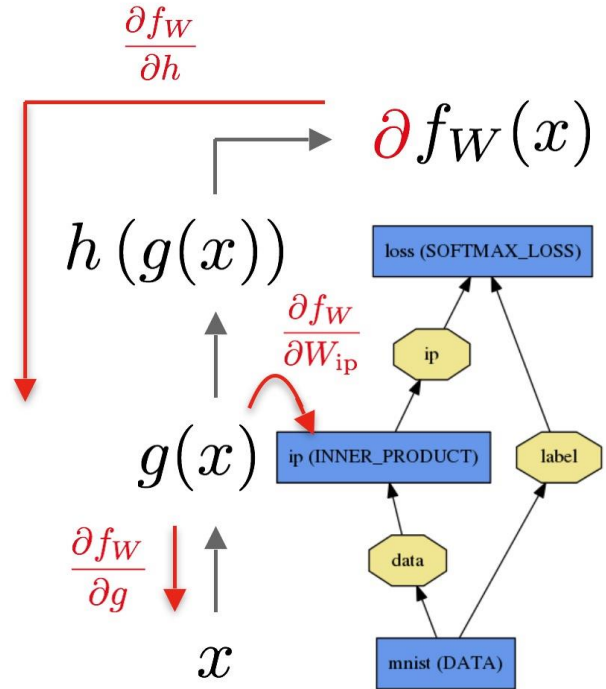 ∂f_W
∂h
∂f_W(x)
h(g(x))
loss (SOFTMAX_LOSS)
∂f_W
∂W_ip
ip
g(x)
ip (INNER_PRODUCT)
label
∂f_W
∂g
data
x
mnist (DATA)